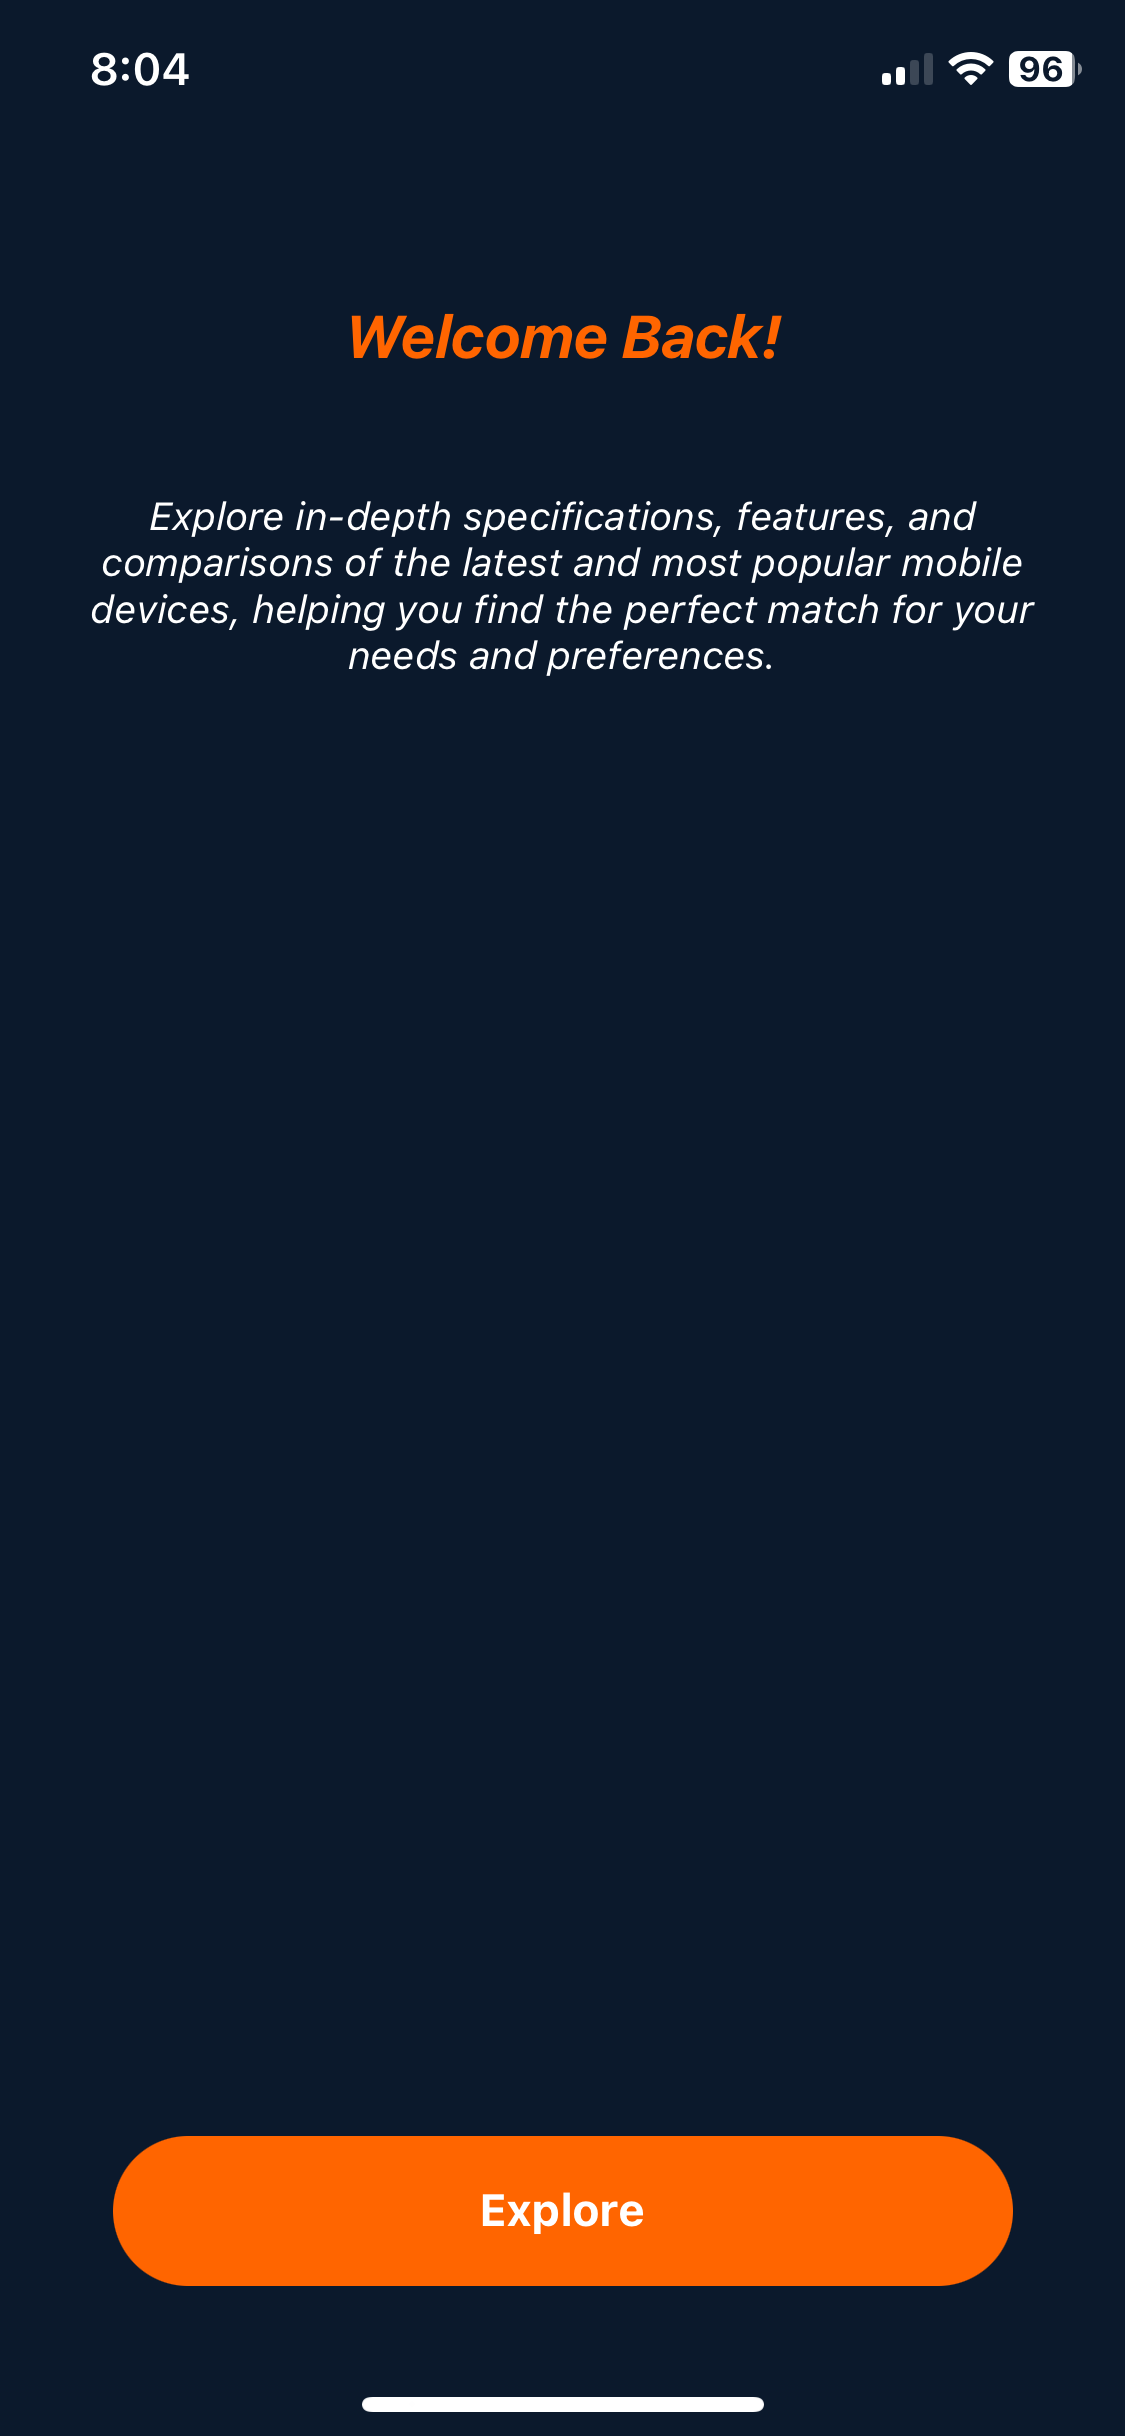 8:04
96
Welcome Back!
Explore in-depth specifications, features, and
comparisons of the latest and most popular mobile
devices, helping you find the perfect match for your
needs and preferences.
Explore